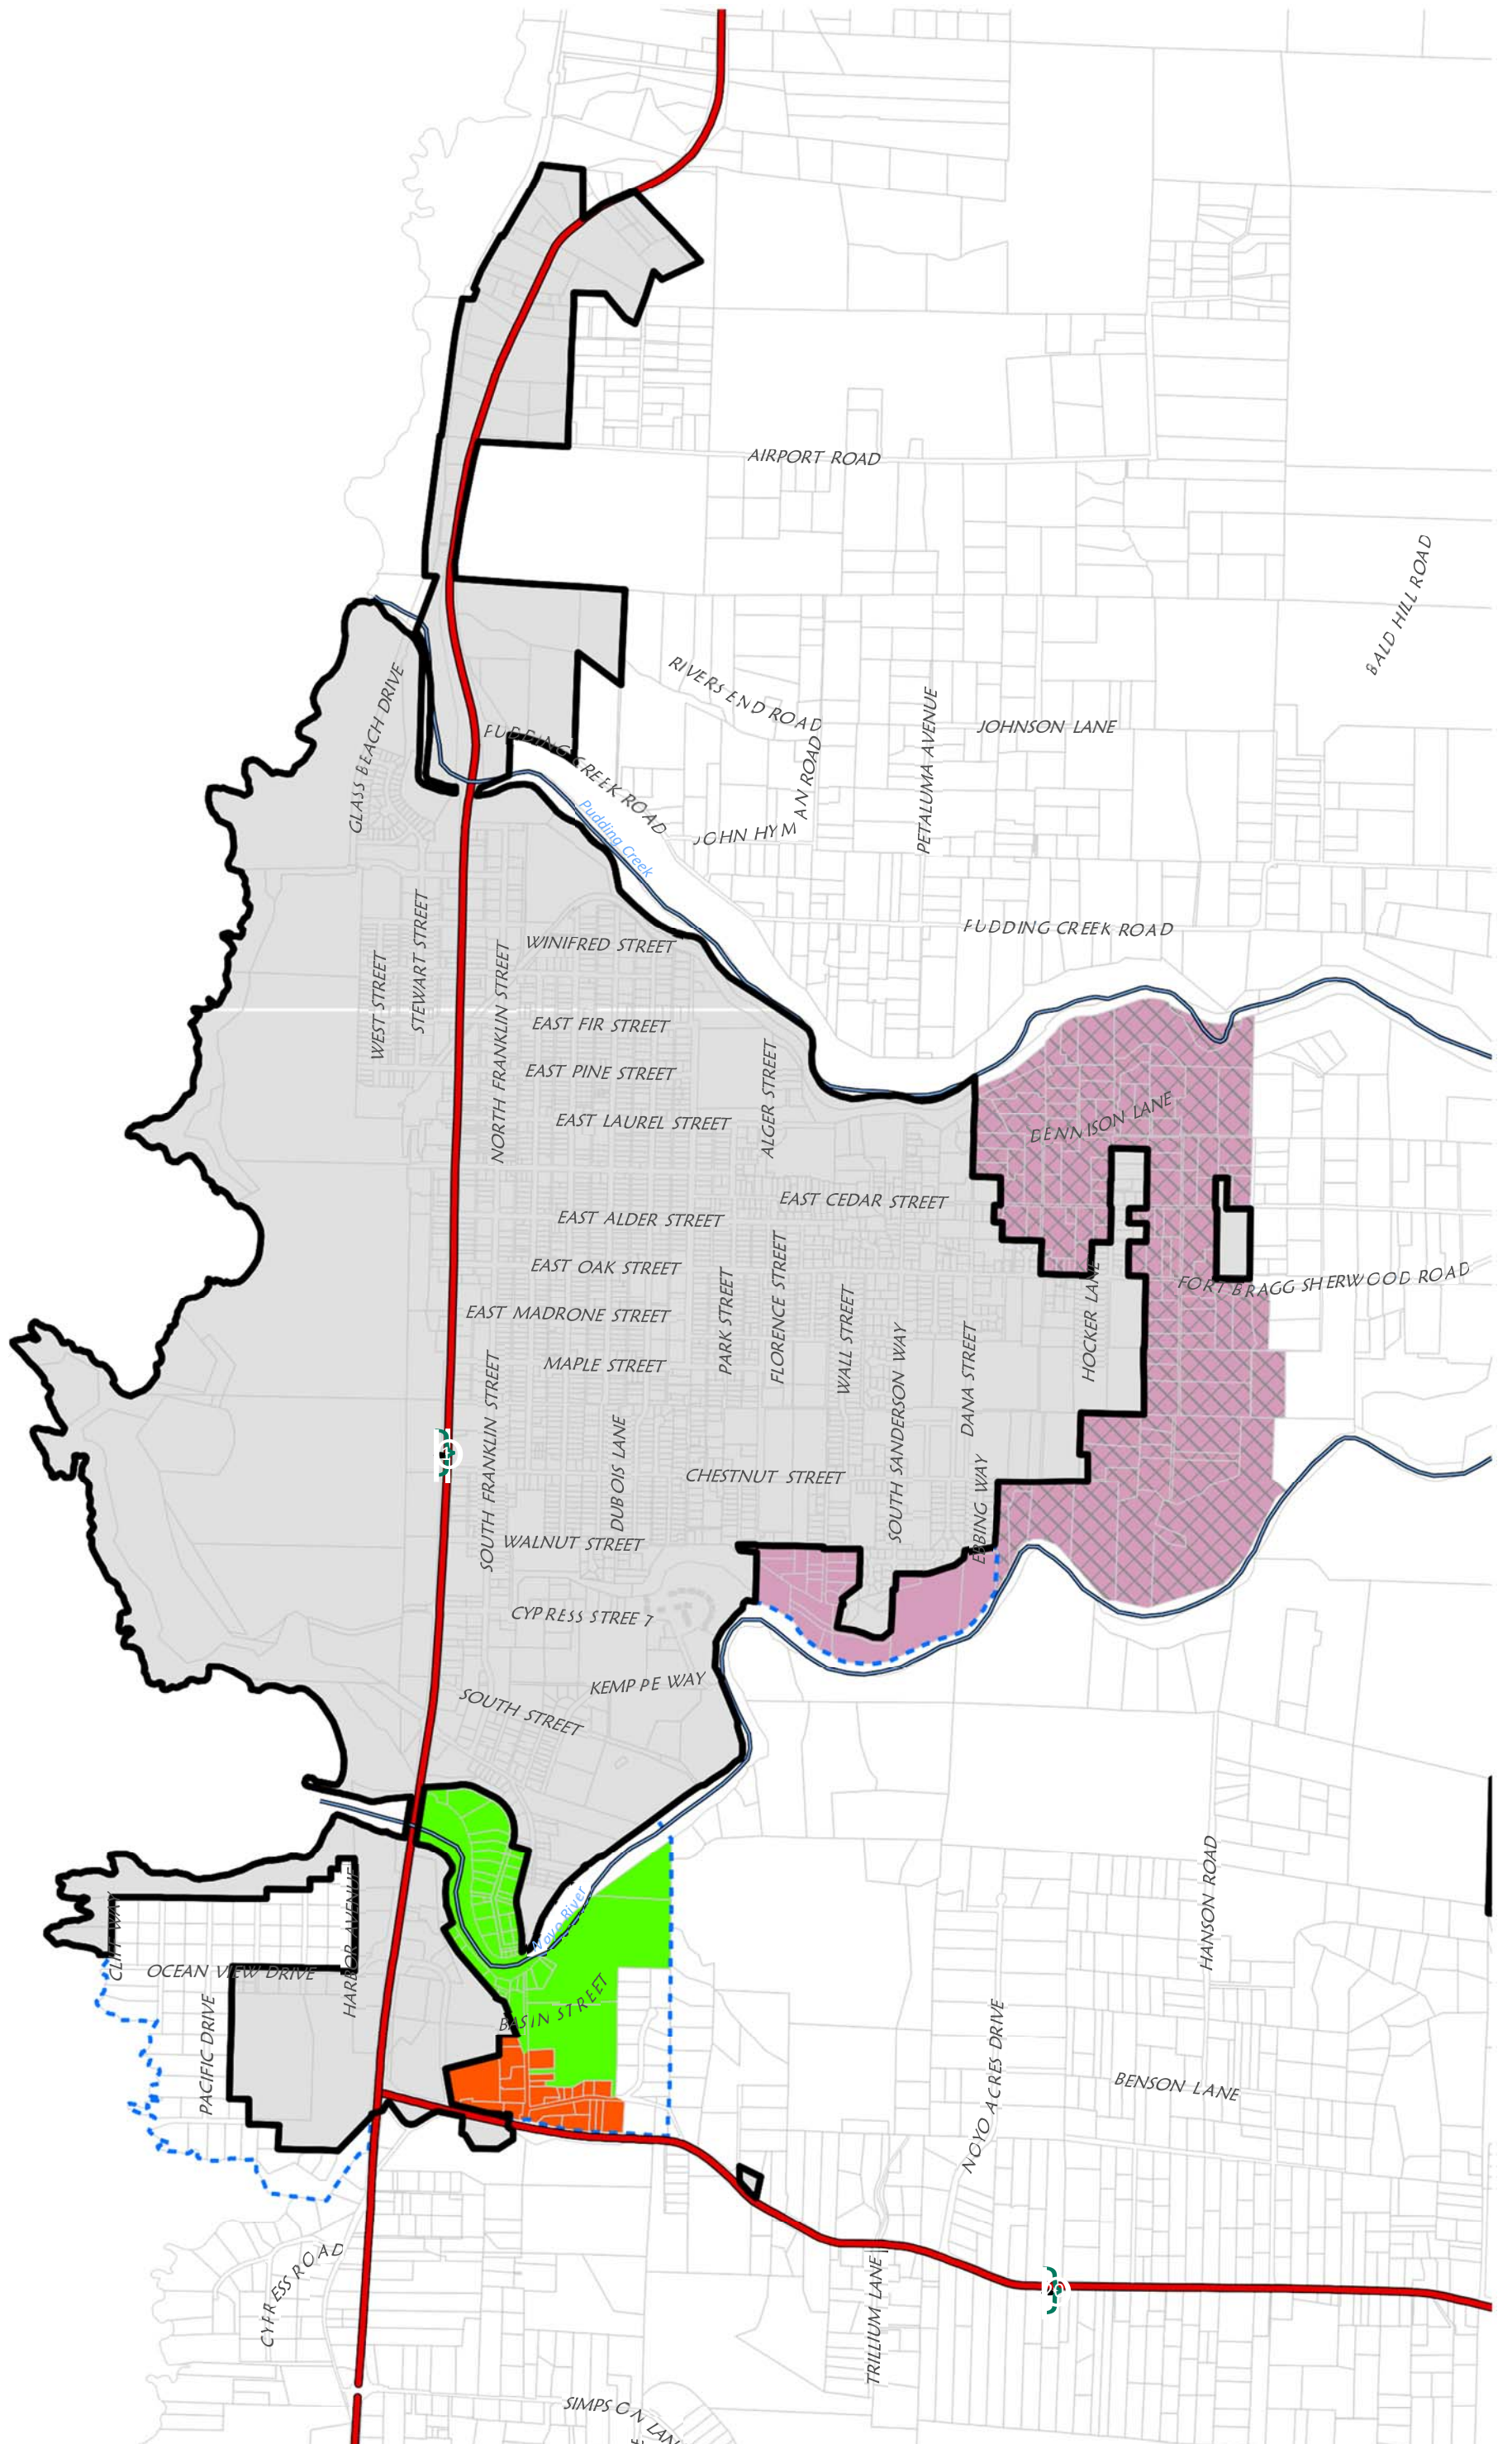 AIRPORT ROAD
BALD HILL ROAD
RIVERS END ROAD
GLASS BEACH DRIVE
PETALUMA AVENUE
JOHNSON LANE
PUDDING CREEK ROAD
JOHN HYMAN ROAD
Pudding Creek
STEWART STREET
WEST STREET
NORTH FRANKLIN STREET
WINIFRED STREET
PUDDING CREEK ROAD
EAST FIR STREET
EAST PINE STREET
ALGER STREET
EAST LAUREL STREET
DENNISON LANE
EAST CEDAR STREET
EAST ALDER STREET
EAST OAK STREET
FORT BRAGG SHERWOOD ROAD
EAST MADRONE STREET
PARK STREET
FLORENCE STREET
WALL STREET
SOUTH SANDERSON WAY
DANA STREET
HOCKER LANE
MAPLE STREET
SOUTH FRANKLIN STREET
DUBOIS LANE
CHESTNUT STREET
EBBING WAY
WALNUT STREET
CYPRESS STREET
KEMPPE WAY
SOUTH STREET
Noyo River
HANSON ROAD
CLIFF WAY
HARBOR AVENUE
OCEAN VIEW DRIVE
PACIFIC DRIVE
BASIN STREET
NOYO ACRES DRIVE
BENSON LANE
CYPRESS ROAD
TRILLIUM LANE
SIMPSON LAN